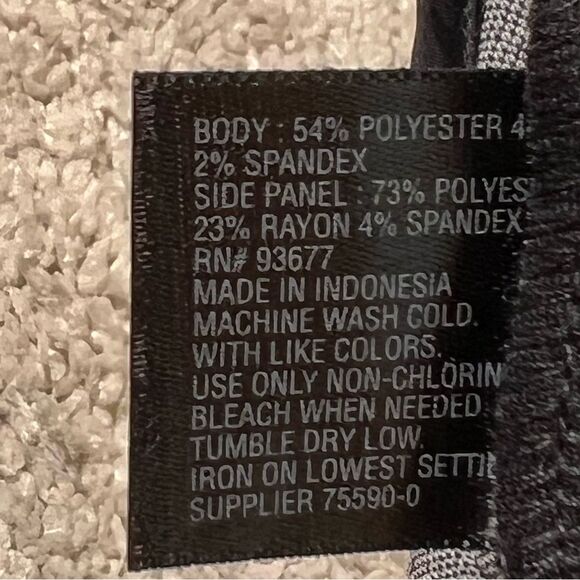 BODY : 54% POLYESTER 4
2% SPANDEX
SIDE PANEL : 73% POLYES
23% RAYON 4% SPANDEX
RN# 93677
MADE IN INDONESIA
MACHINE WASH COLD.
WITH LIKE COLORS.
USE ONLY NON-CHLORIN
BLEACH WHEN NEEDED
TUMBLE DRY LOW.
IRON ON LOWEST SETTI
SUPPLIER 75590-0